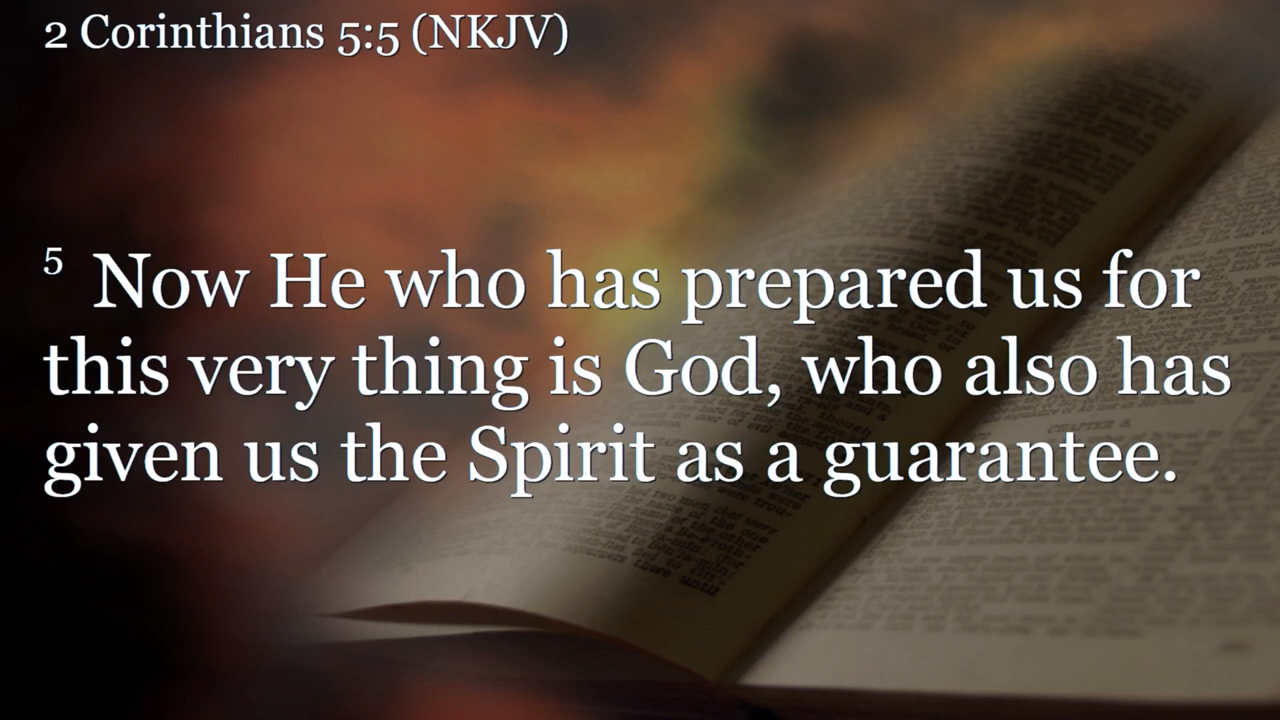 2 Corinthians 5:5 (NKJV)
5 Now He who has prepared us for
this very thing is God, who also has
given us the Spirit as a guarantee.